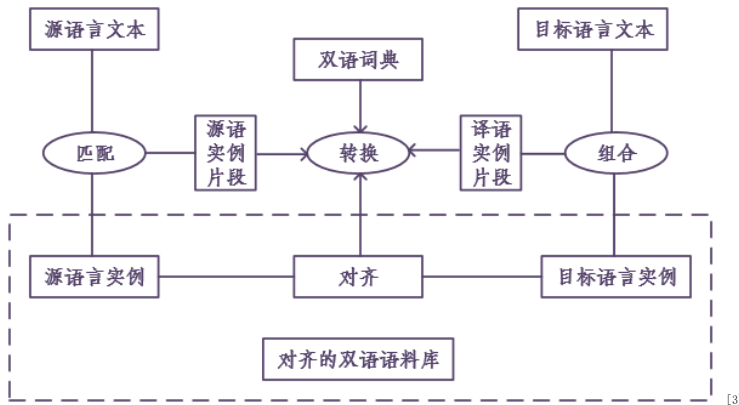 源语言文本
目标语言文本
双语词典
源语
实例
片段
译语
实例
片段
匹配
转换
组合
源语言实例
对齐
目标语言实例
对齐的双语语料库
[3